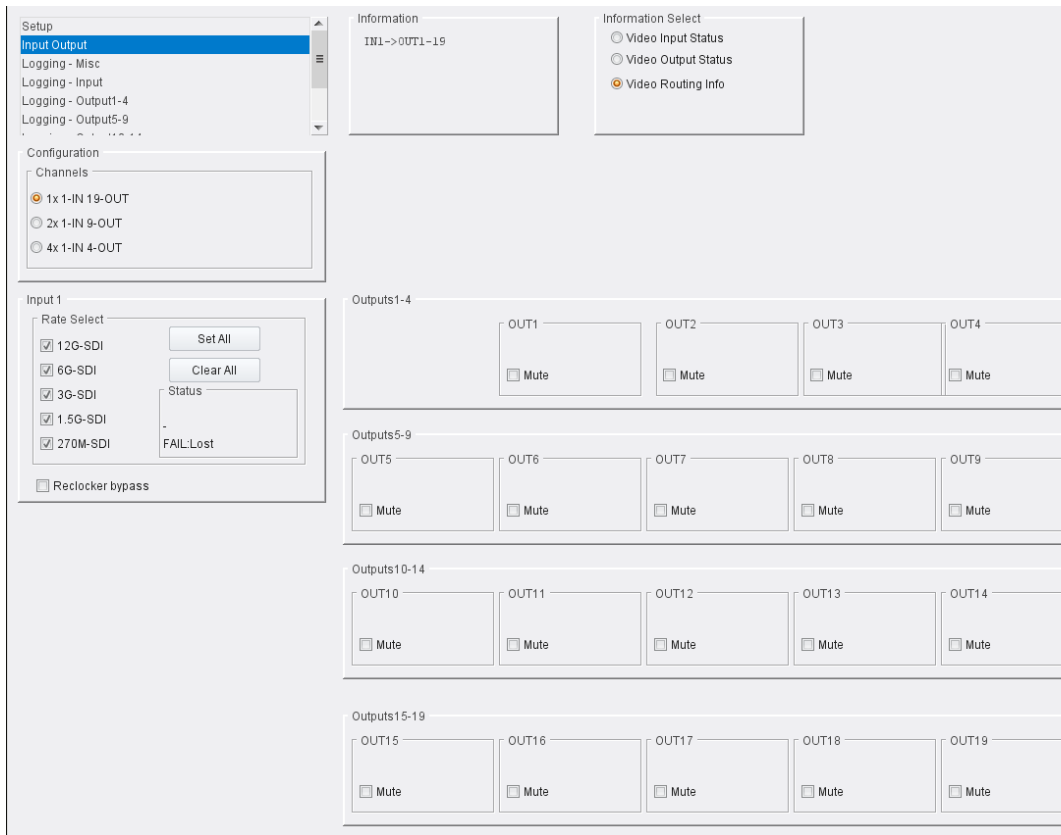 Setup
Input Output
Logging - Misc
Logging - Input
Logging - Output1-4
Logging - Output5-9
Information
IN1->OUT1-19
Information Select
Video Input Status
Video Output Status
Video Routing Info
Configuration
Channels
1x 1-IN 19-OUT
2x 1-IN 9-OUT
4x 1-IN 4-OUT
Input 1
Rate Select
12G-SDI
6G-SDI
3G-SDI
1.5G-SDI
270M-SDI
Set All
Clear All
Status
-
FAIL:Lost
Reclocker bypass
Outputs1-4
OUT1 OUT2 OUT3 OUT4
Mute Mute Mute Mute
Outputs5-9
OUT5 OUT6 OUT7 OUT8 OUT9
Mute Mute Mute Mute Mute
Outputs10-14
OUT10 OUT11 OUT12 OUT13 OUT14
Mute Mute Mute Mute Mute
Outputs15-19
OUT15 OUT16 OUT17 OUT18 OUT19
Mute Mute Mute Mute Mute